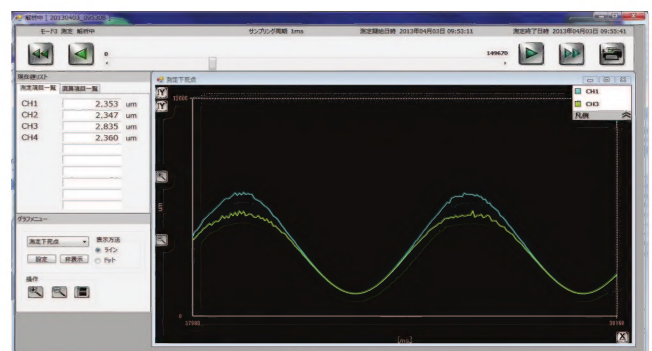 解析中 [ 20130403_
モード3 測定 解析中
サンプリング周期 1ms
測定開始日時 2013年04月03日 09:53:11
測定終了日時 2013年04月03日 09:55:41
0
149670
現在値リスト
測定項目一覧 演算項目一覧
CH1 2,353 um
CH2 2,347 um
CH3 2,835 um
CH4 2,360 um
グラフメニュー
測定下死点
表示方法
ライン
ドット
設定 非表示
操作
測定下死点
CH1
CH3
凡例
Y
Y
um
0
[ms]
X